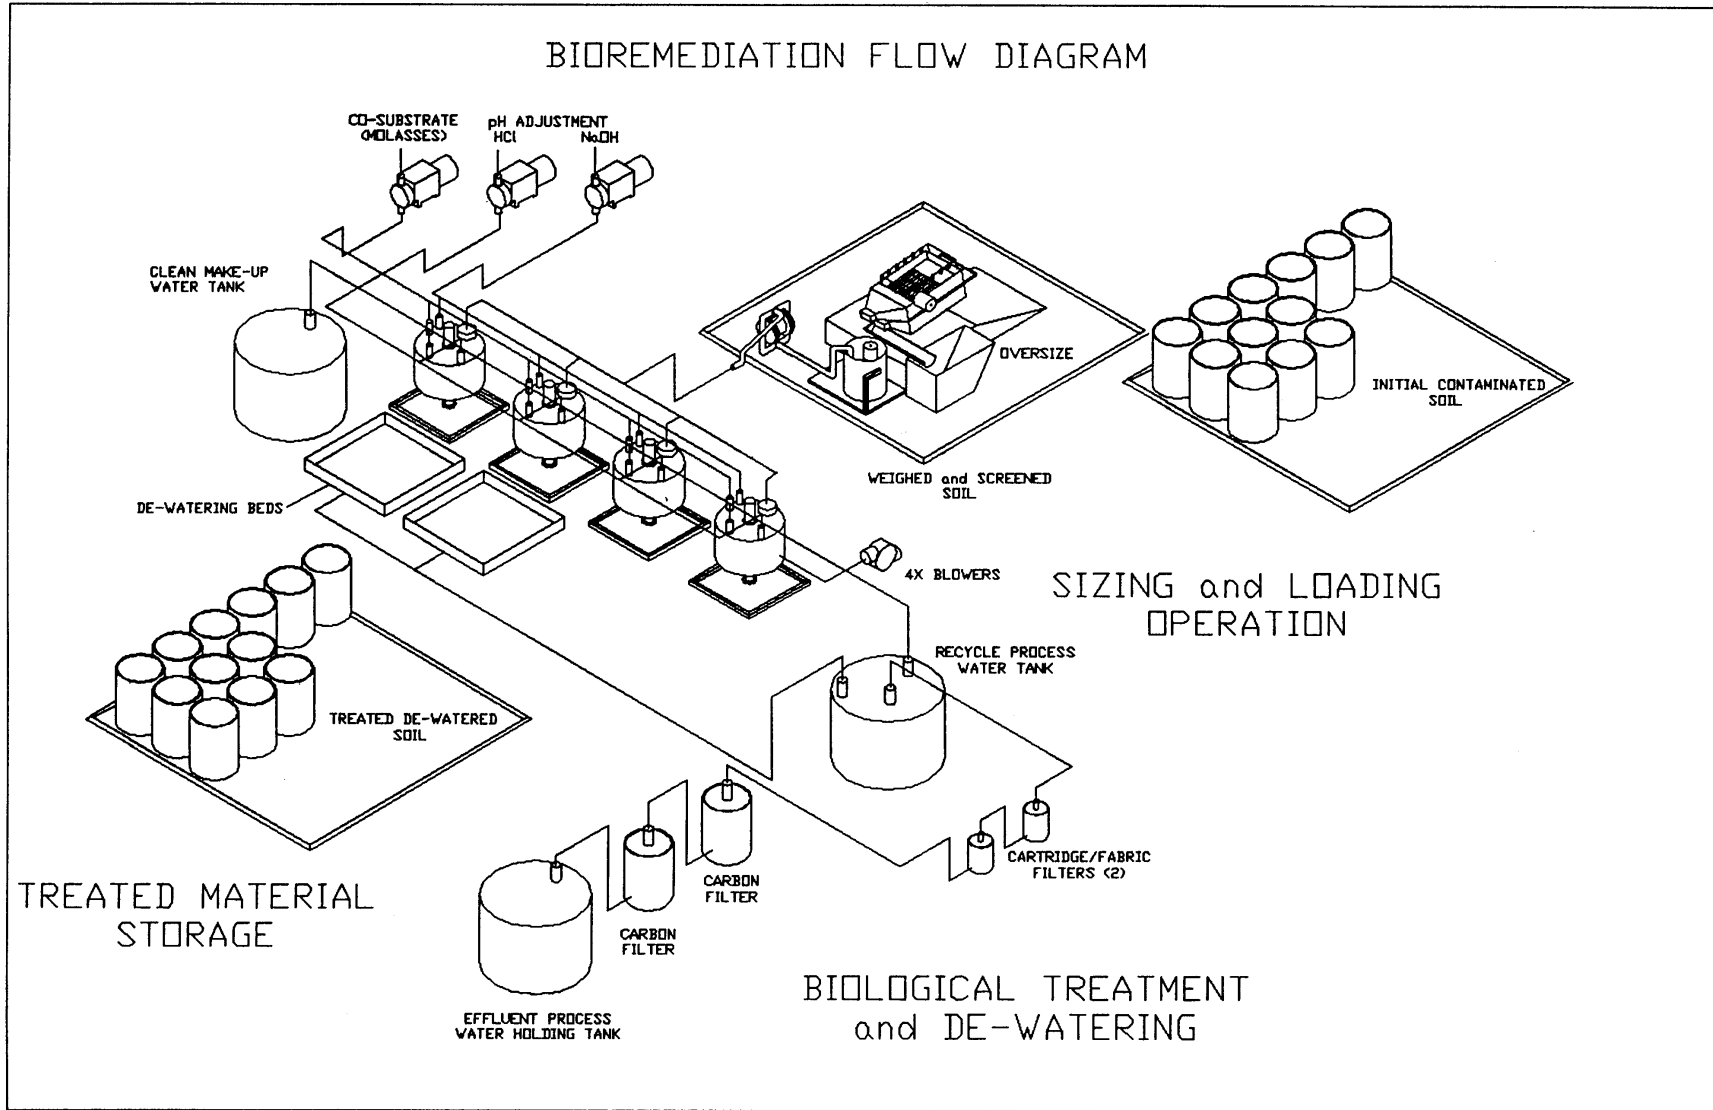 BIOREMEDIATION FLOW DIAGRAM
CO-SUBSTRATE
(MOLASSES)
pH ADJUSTMENT
HCl NaOH
CLEAN MAKE-UP
WATER TANK
OVERSIZE
INITIAL CONTAMINATED
SOIL
WEIGHED and SCREENED
SOIL
DE-WATERING BEDS
4X BLOWERS
SIZING and LOADING
OPERATION
RECYCLE PROCESS
WATER TANK
TREATED DE-WATERED
SOIL
CARTRIDGE/FABRIC
FILTERS (2)
CARBON
FILTER
TREATED MATERIAL
STORAGE
CARBON
FILTER
BIOLOGICAL TREATMENT
and DE-WATERING
EFFLUENT PROCESS
WATER HOLDING TANK